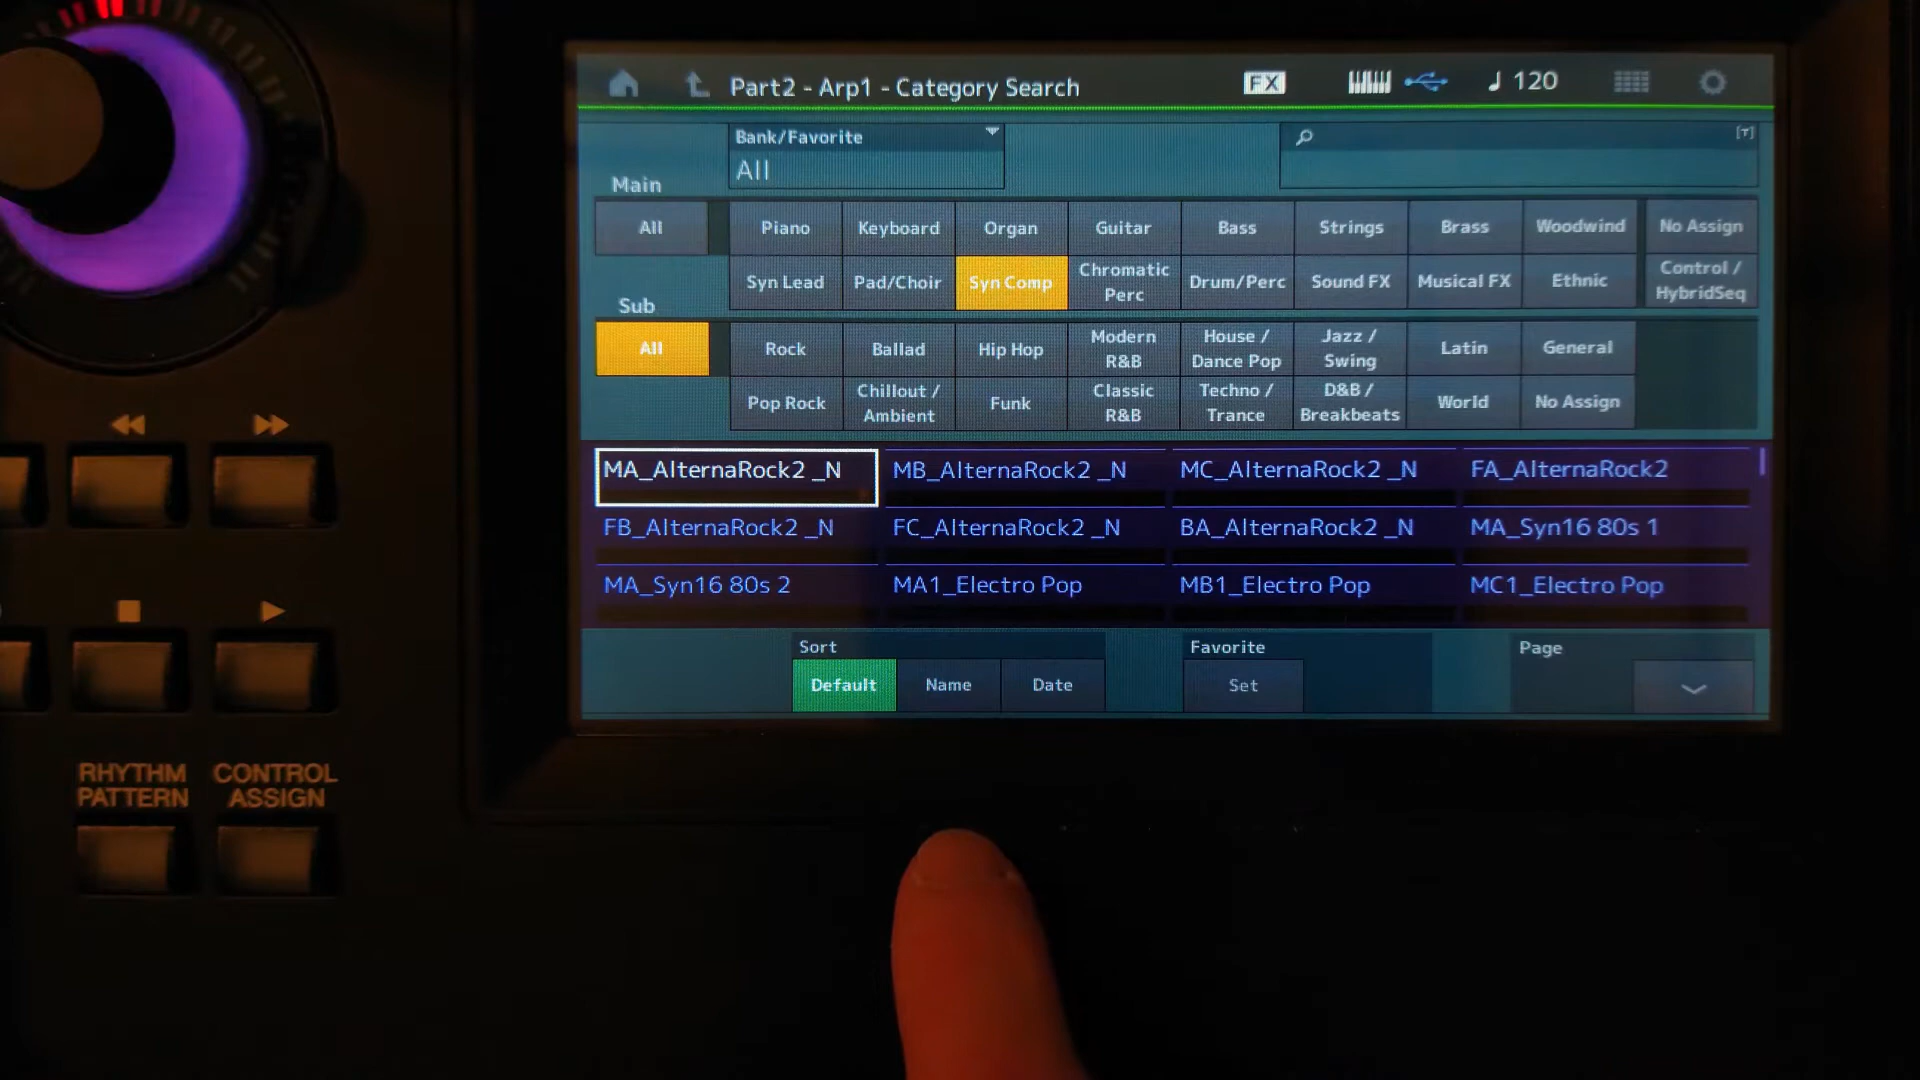 Part2 - Arp1 - Category Search FX 120
Bank/Favorite [T]
All
Main
All Piano Keyboard Organ Guitar Bass Strings Brass Woodwind No Assign
Syn Lead Pad/Choir Syn Comp Chromatic Perc Drum/Perc Sound FX Musical FX Ethnic Control / HybridSeq
Sub
All Rock Ballad Hip Hop Modern R&B House / Dance Pop Jazz / Swing Latin General
Pop Rock Chillout / Ambient Funk Classic R&B Techno / Trance D&B / Breakbeats World No Assign
MA_AlternaRock2 _N MB_AlternaRock2 _N MC_AlternaRock2 _N FA_AlternaRock2
FB_AlternaRock2 _N FC_AlternaRock2 _N BA_AlternaRock2 _N MA_Syn16 80s 1
MA_Syn16 80s 2 MA1_Electro Pop MB1_Electro Pop MC1_Electro Pop
Sort Favorite Page
Default Name Date Set
RHYTHM PATTERN CONTROL ASSIGN